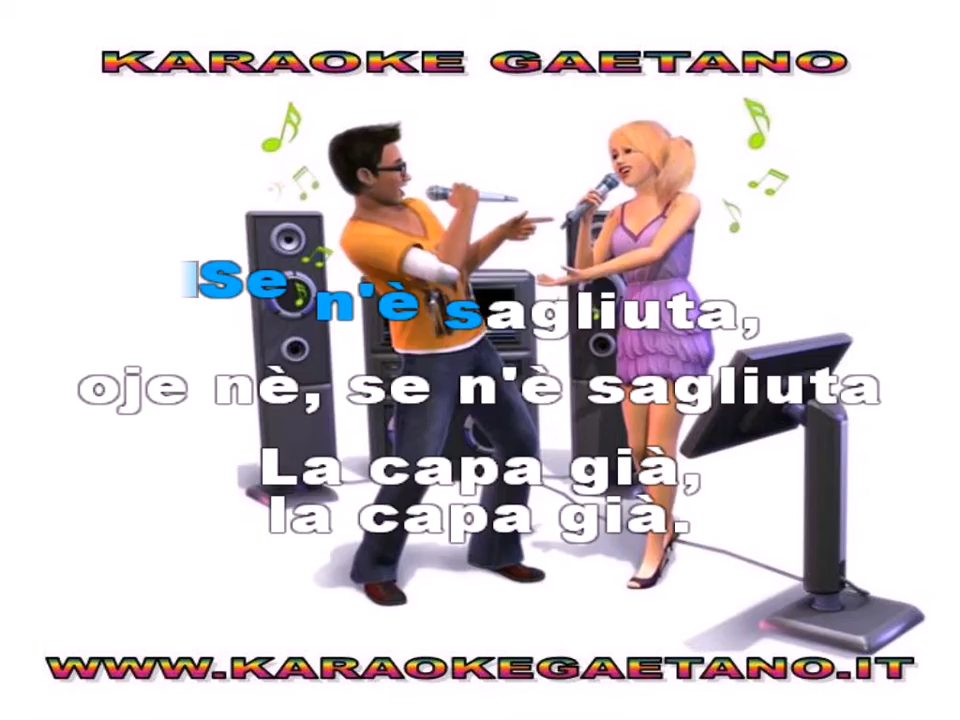 KARAOKE GAETANO
Se n'è sagliuta,
oje nè, se n'è sagliuta
La capa già,
la capa già.
WWW.KARAOKEGAETANO.IT